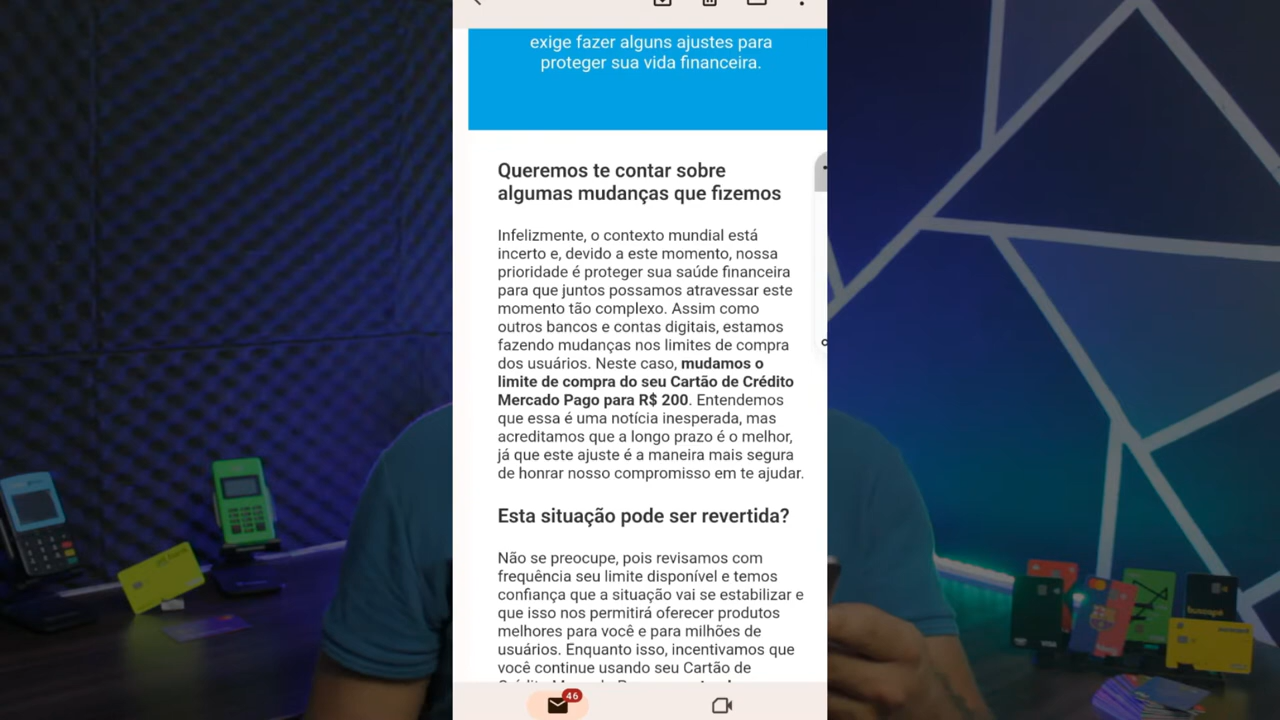 exige fazer alguns ajustes para
proteger sua vida financeira.
Queremos te contar sobre
algumas mudanças que fizemos
Infelizmente, o contexto mundial está
incerto e, devido a este momento, nossa
prioridade é proteger sua saúde financeira
para que juntos possamos atravessar este
momento tão complexo. Assim como
outros bancos e contas digitais, estamos
fazendo mudanças nos limites de compra
dos usuários. Neste caso, mudamos o
limite de compra do seu Cartão de Crédito
Mercado Pago para R$ 200. Entendemos
que essa é uma notícia inesperada, mas
acreditamos que a longo prazo é o melhor,
já que este ajuste é a maneira mais segura
de honrar nosso compromisso em te ajudar.
Esta situação pode ser revertida?
Não se preocupe, pois revisamos com
frequência seu limite disponível e temos
confiança que a situação vai se estabilizar e
que isso nos permitirá oferecer produtos
melhores para você e para milhões de
usuários. Enquanto isso, incentivamos que
você continue usando seu Cartão de
46